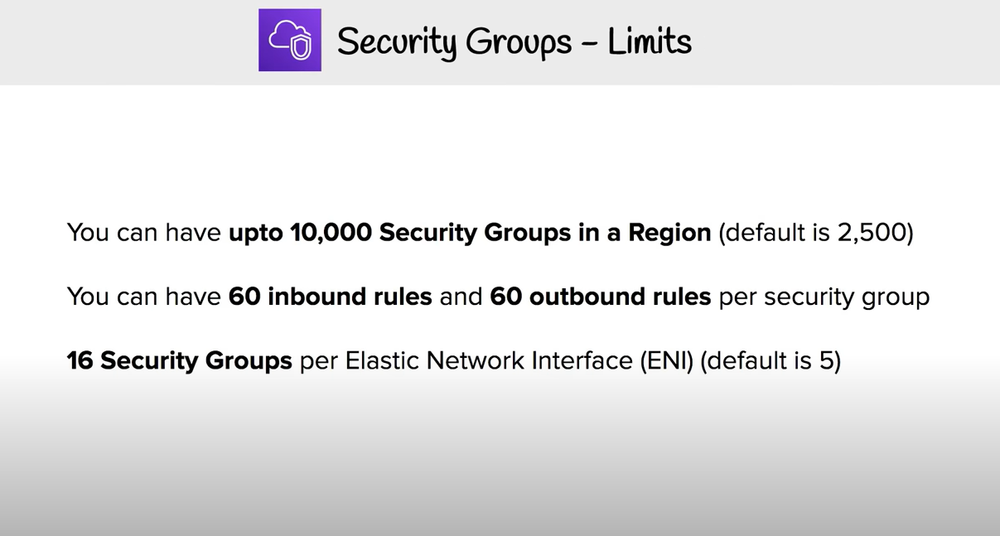 Security Groups – Limits
You can have upto 10,000 Security Groups in a Region (default is 2,500)
You can have 60 inbound rules and 60 outbound rules per security group
16 Security Groups per Elastic Network Interface (ENI) (default is 5)